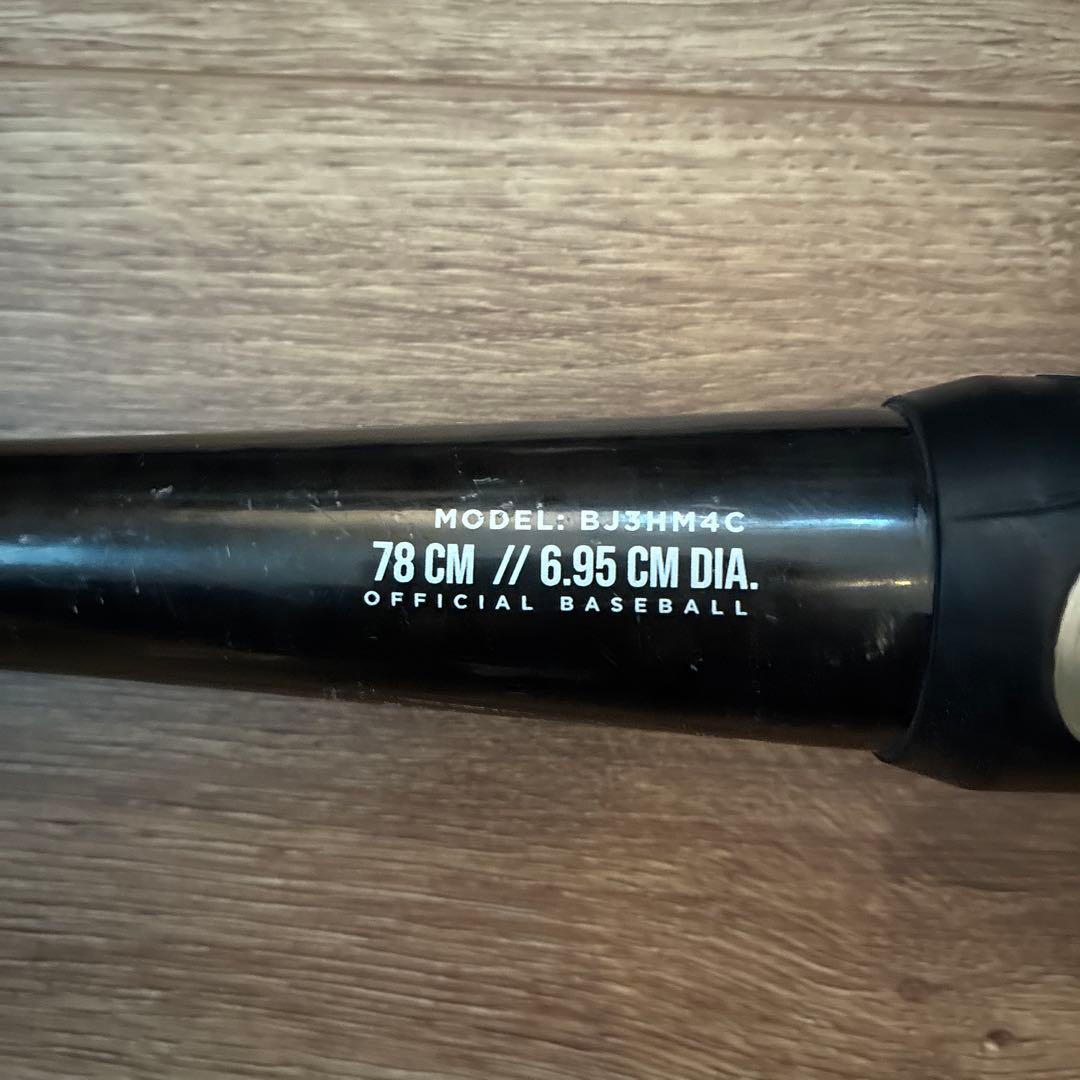 MODEL: BJ3HM4C
78 CM // 6.95 CM DIA.
OFFICIAL BASEBALL